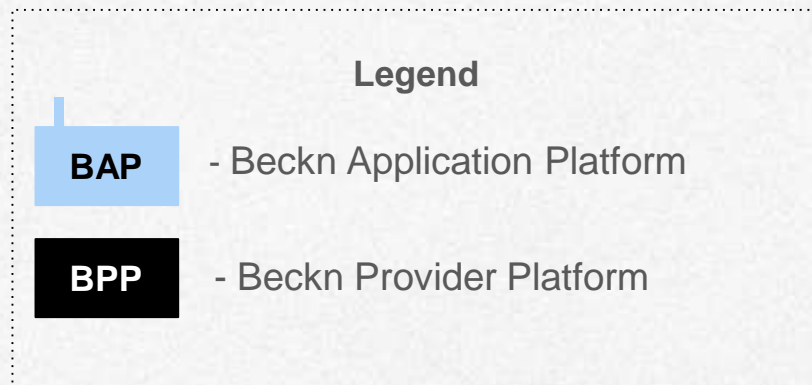 Legend
BAP - Beckn Application Platform
BPP - Beckn Provider Platform